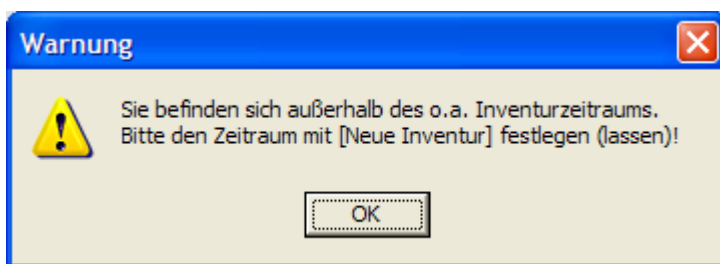 Warnung
Sie befinden sich außerhalb des o.a. Inventurzeitraums.
Bitte den Zeitraum mit [Neue Inventur] festlegen (lassen)!
OK